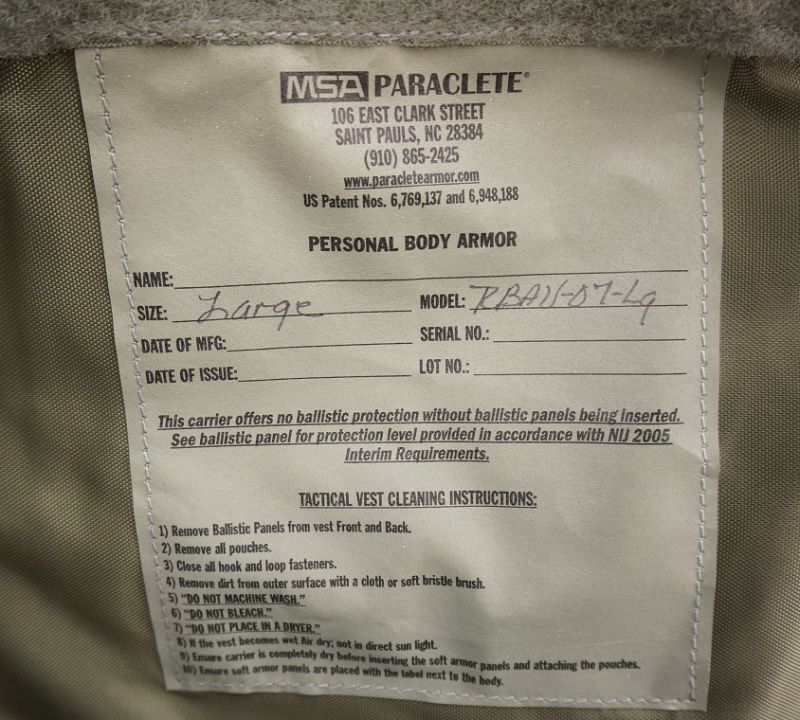 MSA PARACLETE®
106 EAST CLARK STREET
SAINT PAULS, NC 28384
(910) 865-2425
www.paracletearmor.com
US Patent Nos. 6,769,137 and 6,948,188
PERSONAL BODY ARMOR
NAME:
SIZE: Large MODEL: RBAV-07-Lg
DATE OF MFG: SERIAL NO.:
DATE OF ISSUE: LOT NO.:
This carrier offers no ballistic protection without ballistic panels being inserted.
See ballistic panel for protection level provided in accordance with NIJ 2005
Interim Requirements.
TACTICAL VEST CLEANING INSTRUCTIONS:
1) Remove Ballistic Panels from vest Front and Back.
2) Remove all pouches.
3) Close all hook and loop fasteners.
4) Remove dirt from outer surface with a cloth or soft bristle brush.
5) "DO NOT MACHINE WASH."
6) "DO NOT BLEACH."
7) "DO NOT PLACE IN A DRYER."
8) If the vest becomes wet Air dry; not in direct sun light.
9) Ensure carrier is completely dry before inserting the soft armor panels and attaching the pouches.
10) Ensure soft armor panels are placed with the label next to the body.